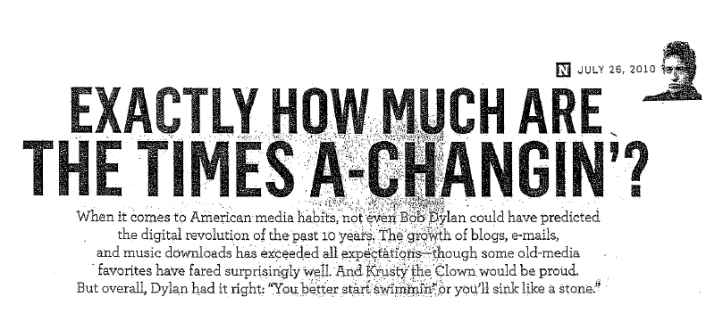 N JULY 26, 2010
EXACTLY HOW MUCH ARE
THE TIMES A-CHANGIN'?
When it comes to American media habits, not even Bob Dylan could have predicted
the digital revolution of the past 10 years. The growth of blogs, e-mails,
and music downloads has exceeded all expectations—though some old-media
favorites have fared surprisingly well. And Krusty the Clown would be proud.
But overall, Dylan had it right: "You better start swimmin' or you'll sink like a stone."